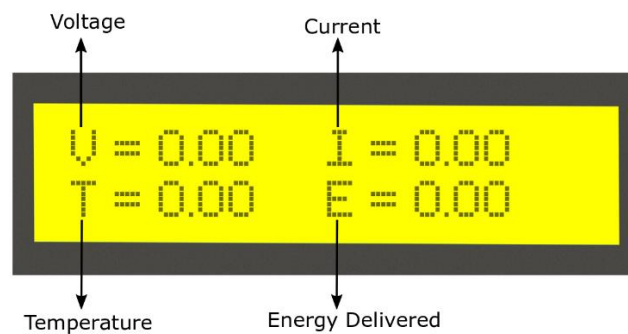 Voltage Current
V = 0.00 I = 0.00
T = 0.00 E = 0.00
Temperature Energy Delivered